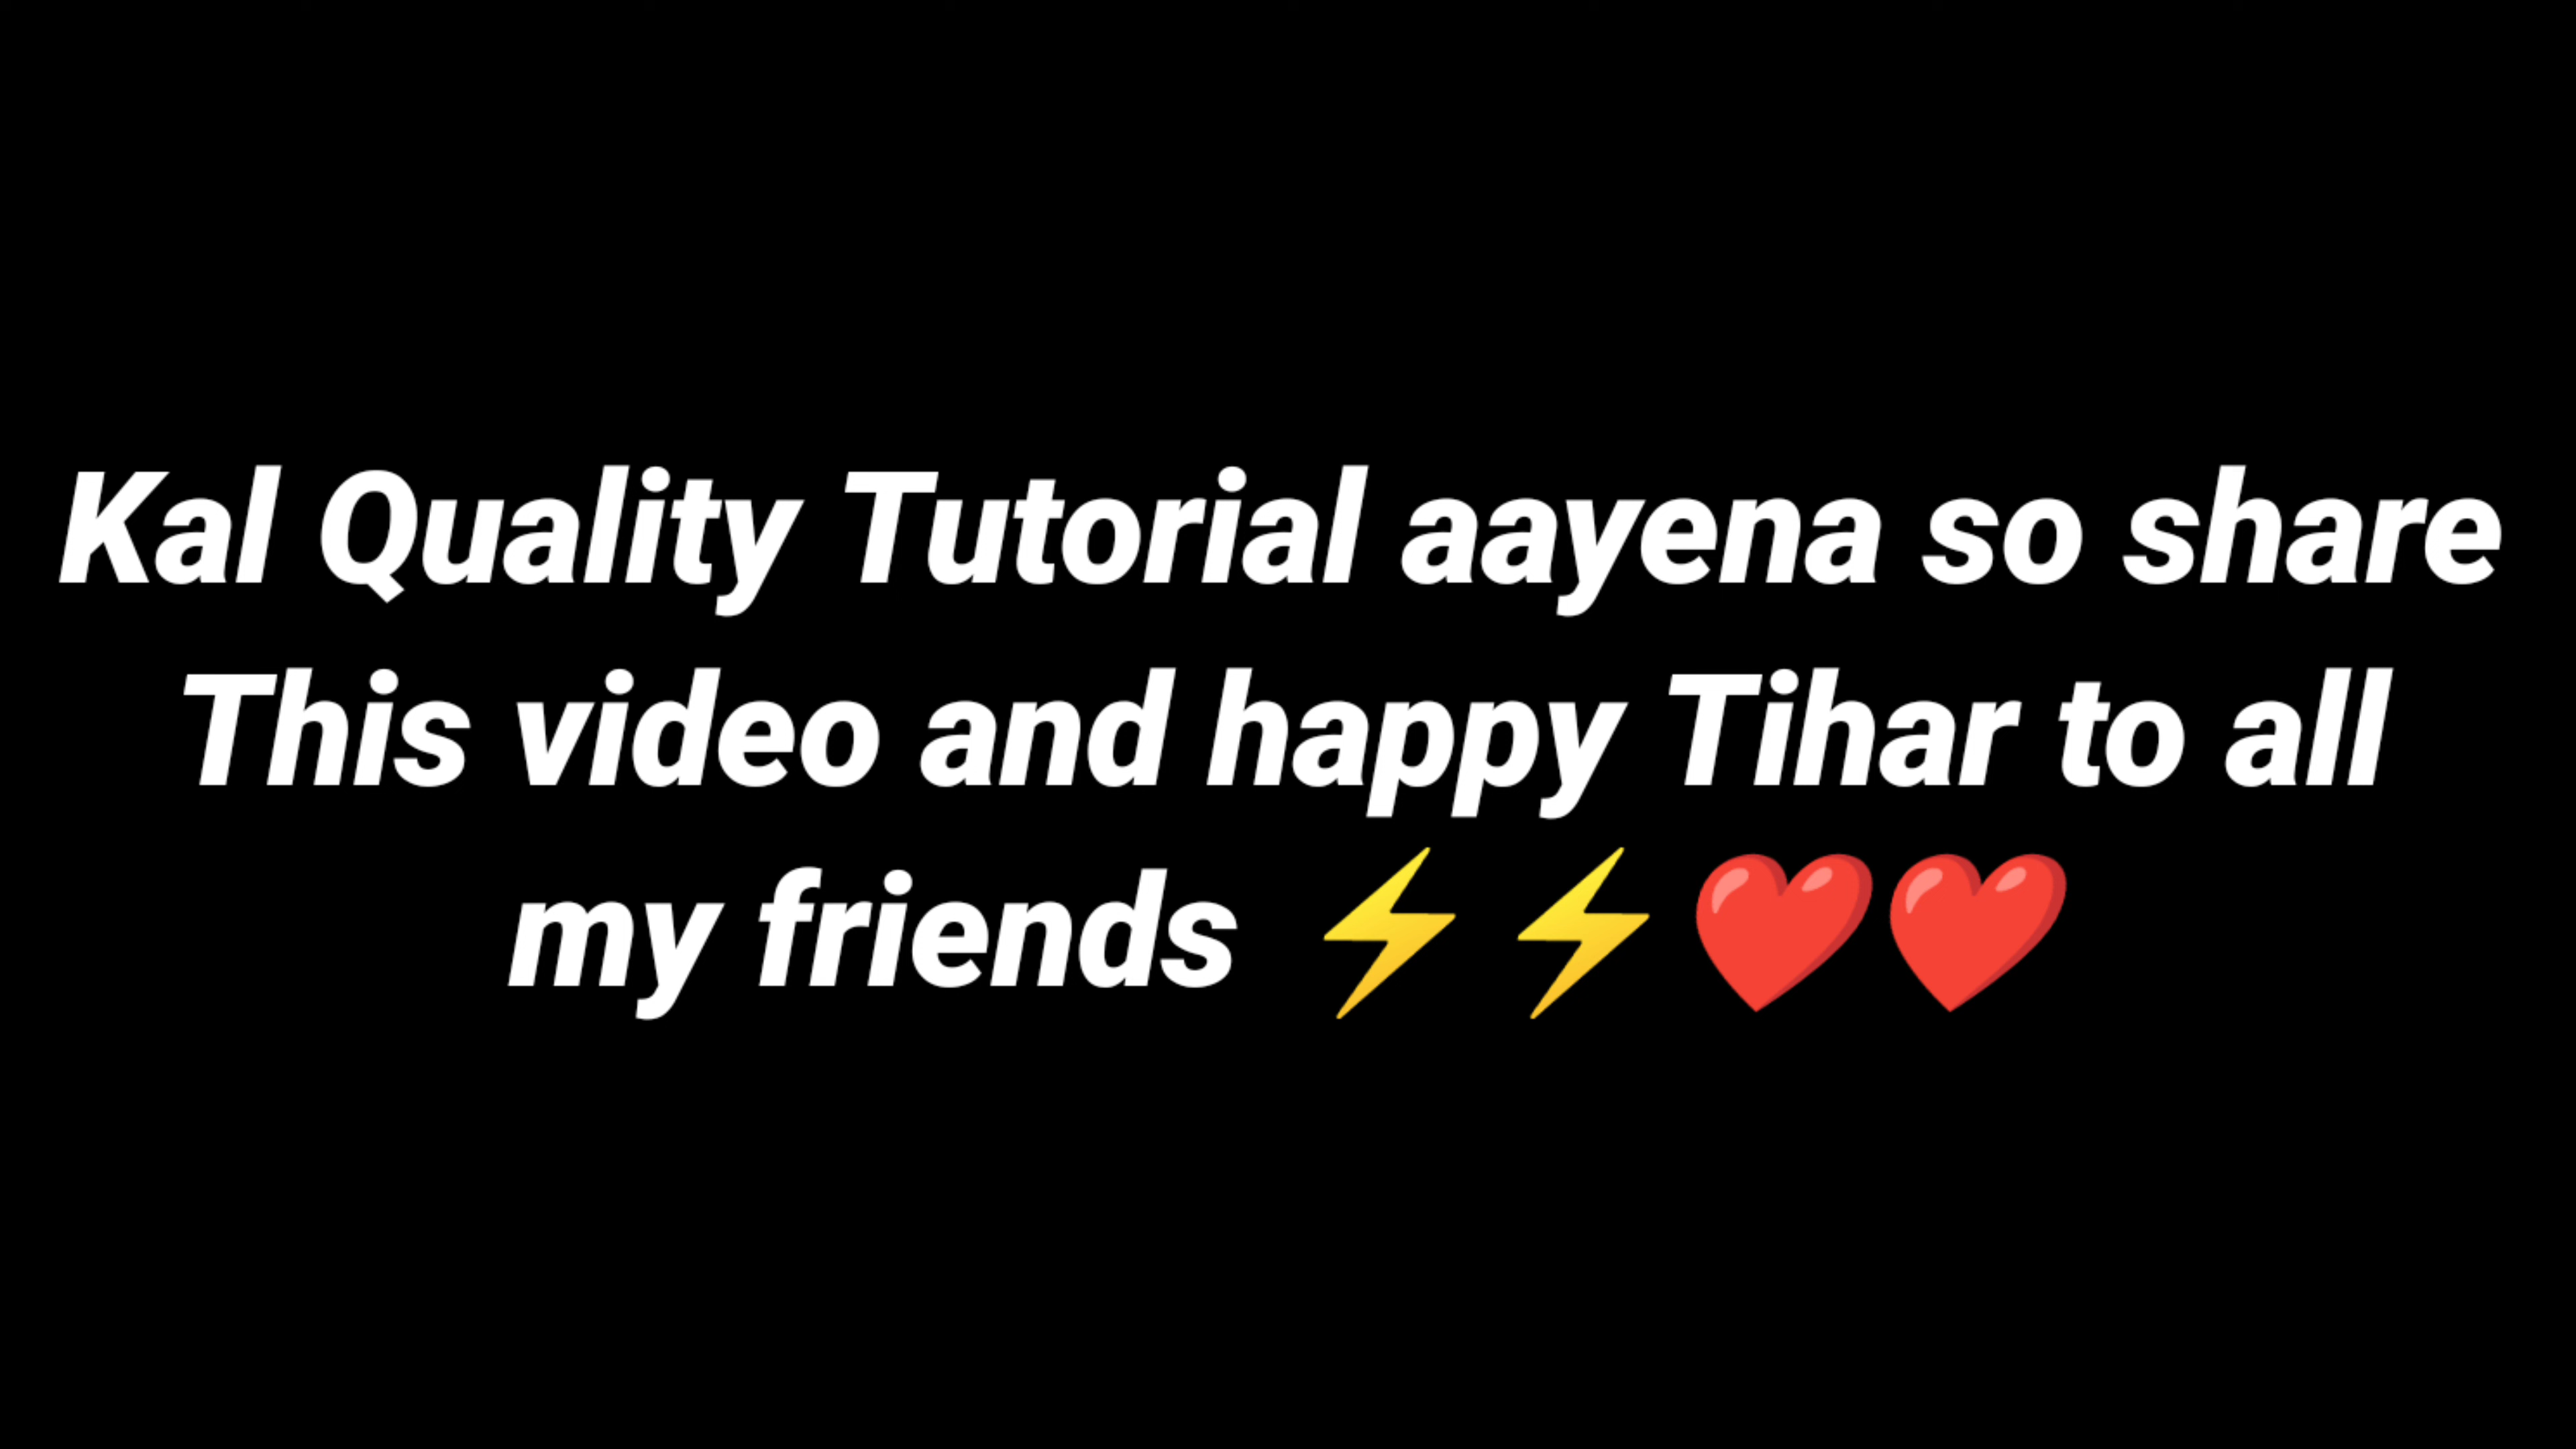 Kal Quality Tutorial aayena so share
This video and happy Tihar to all
my friends ⚡⚡❤️❤️